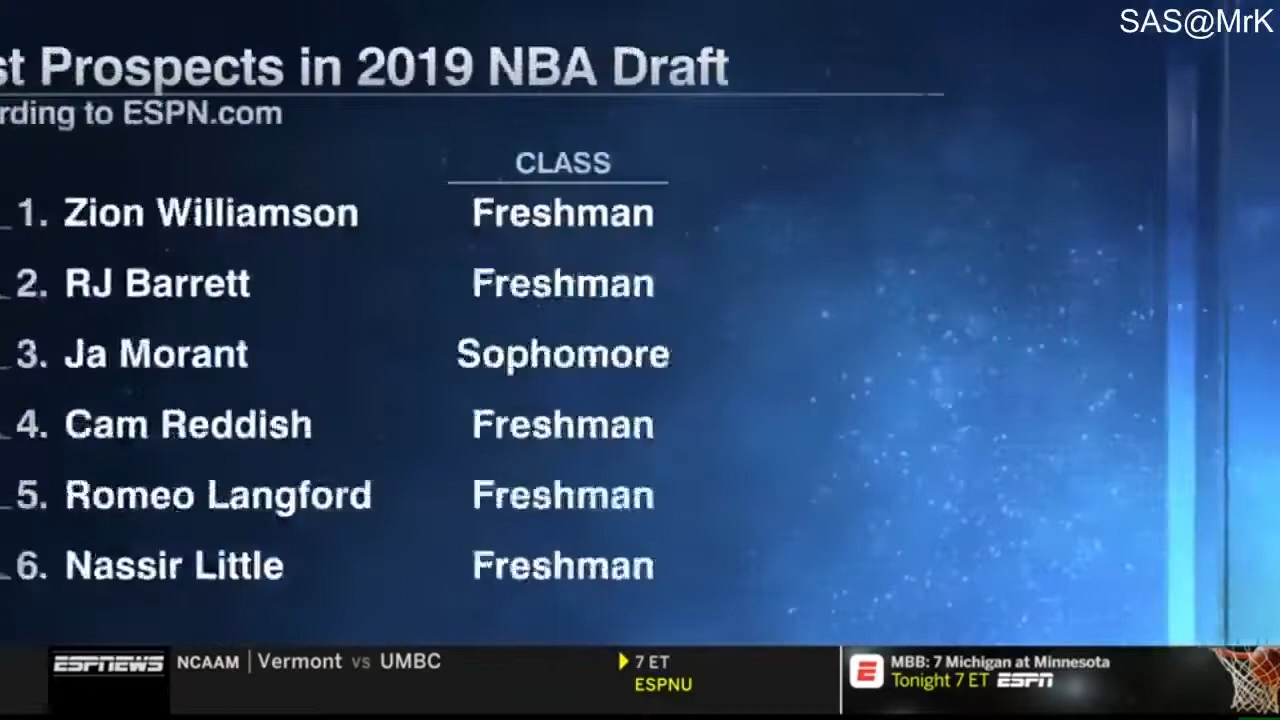 SAS@MrK
st Prospects in 2019 NBA Draft
rding to ESPN.com
CLASS
1. Zion Williamson Freshman
2. RJ Barrett Freshman
3. Ja Morant Sophomore
4. Cam Reddish Freshman
5. Romeo Langford Freshman
6. Nassir Little Freshman
ESPNEWS NCAAM Vermont vs UMBC 7 ET
ESPNU
MBB: 7 Michigan at Minnesota
Tonight 7 ET ESPN